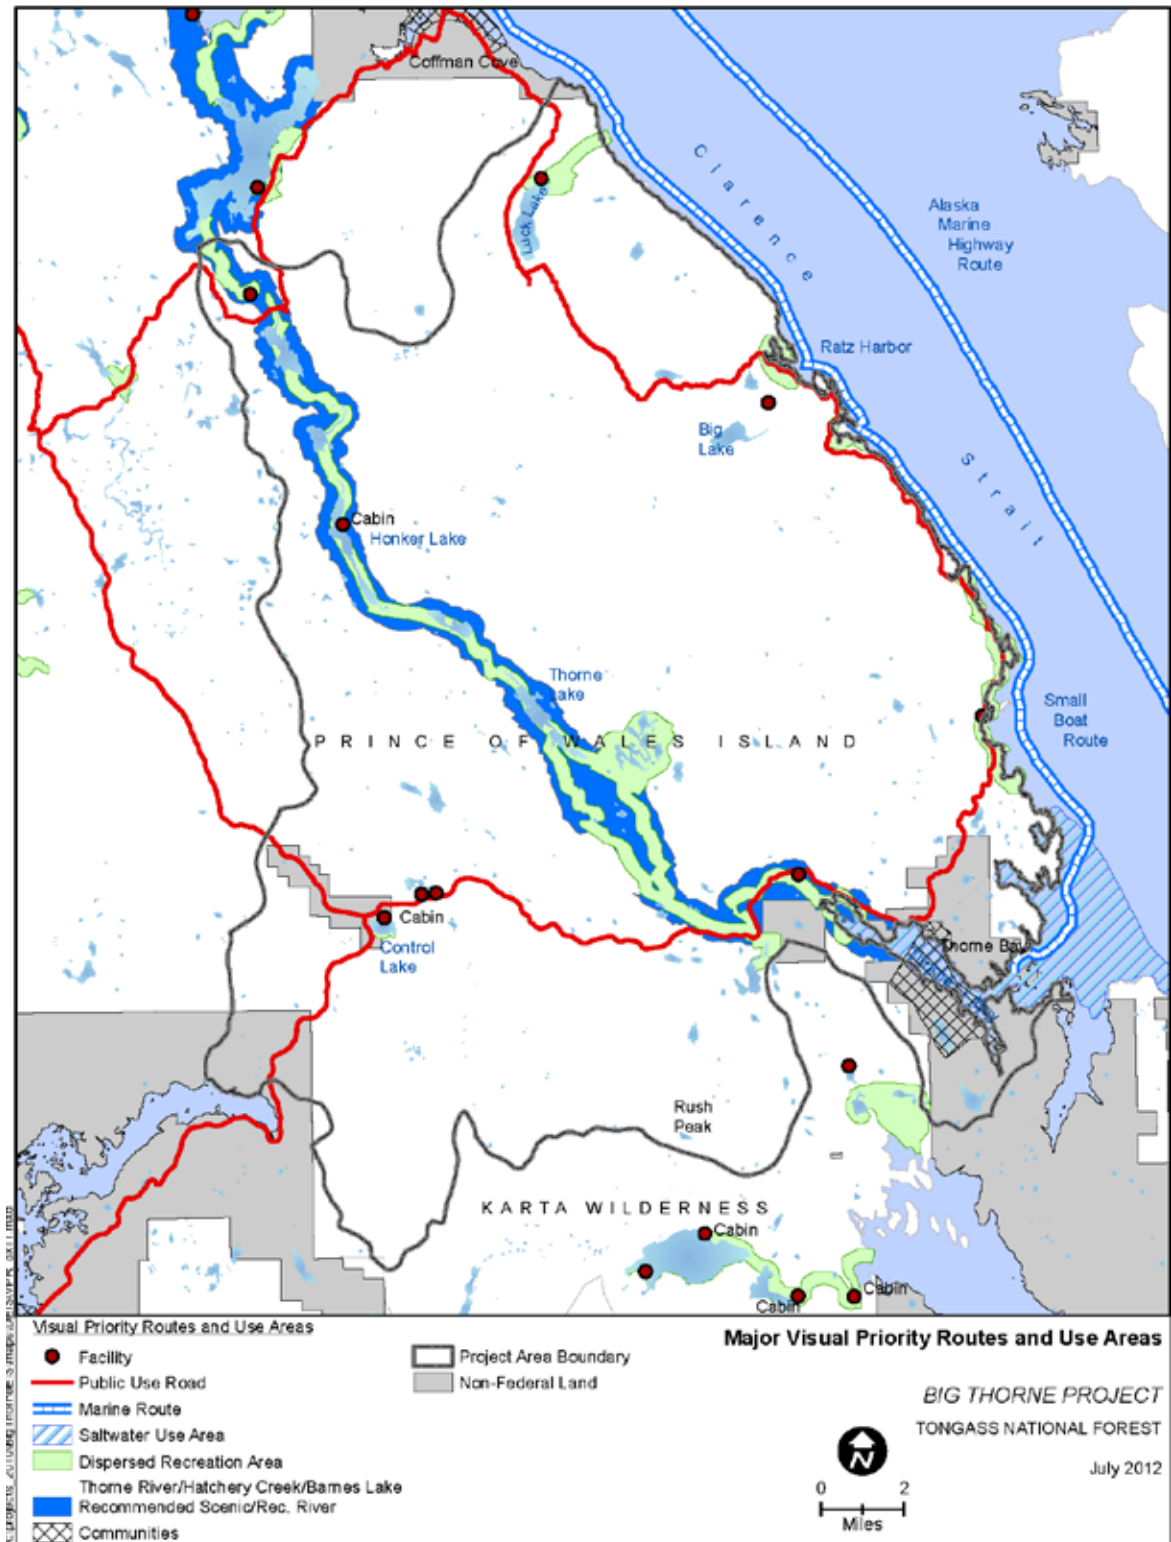 Coffman Cove
Luck Lake
Clarence
Strait
Alaska
Marine
Highway
Route
Ratz Harbor
Big
Lake
Cabin
Honker Lake
Thorne
Lake
Small
Boat
Route
PRINCE OF WALES ISLAND
Cabin
Control
Lake
Thorne Bay
Rush
Peak
KARTA WILDERNESS
Cabin
Cabin
Cabin
Visual Priority Routes and Use Areas
Facility
Public Use Road
Marine Route
Saltwater Use Area
Dispersed Recreation Area
Thorne River/Hatchery Creek/Barnes Lake
Recommended Scenic/Rec. River
Communities
Project Area Boundary
Non-Federal Land
Major Visual Priority Routes and Use Areas
BIG THORNE PROJECT
TONGASS NATIONAL FOREST
July 2012
N
0 2
Miles